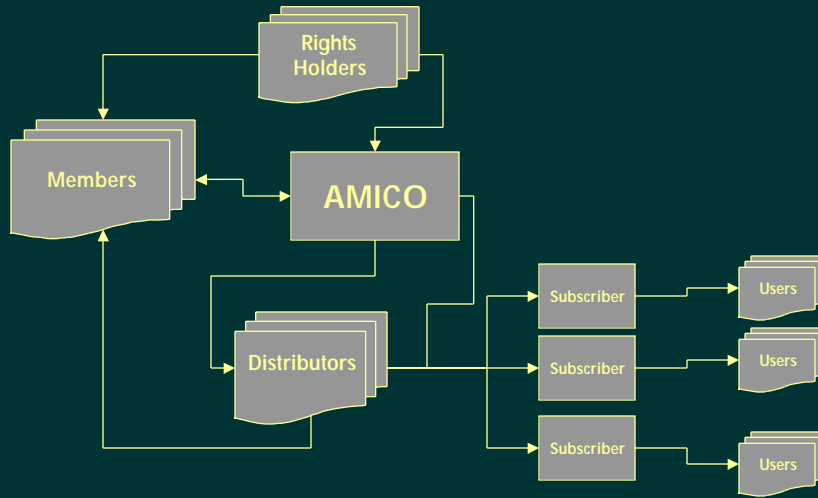 Rights
Holders
Members
AMICO
Subscriber
Users
Distributors
Subscriber
Users
Subscriber
Users